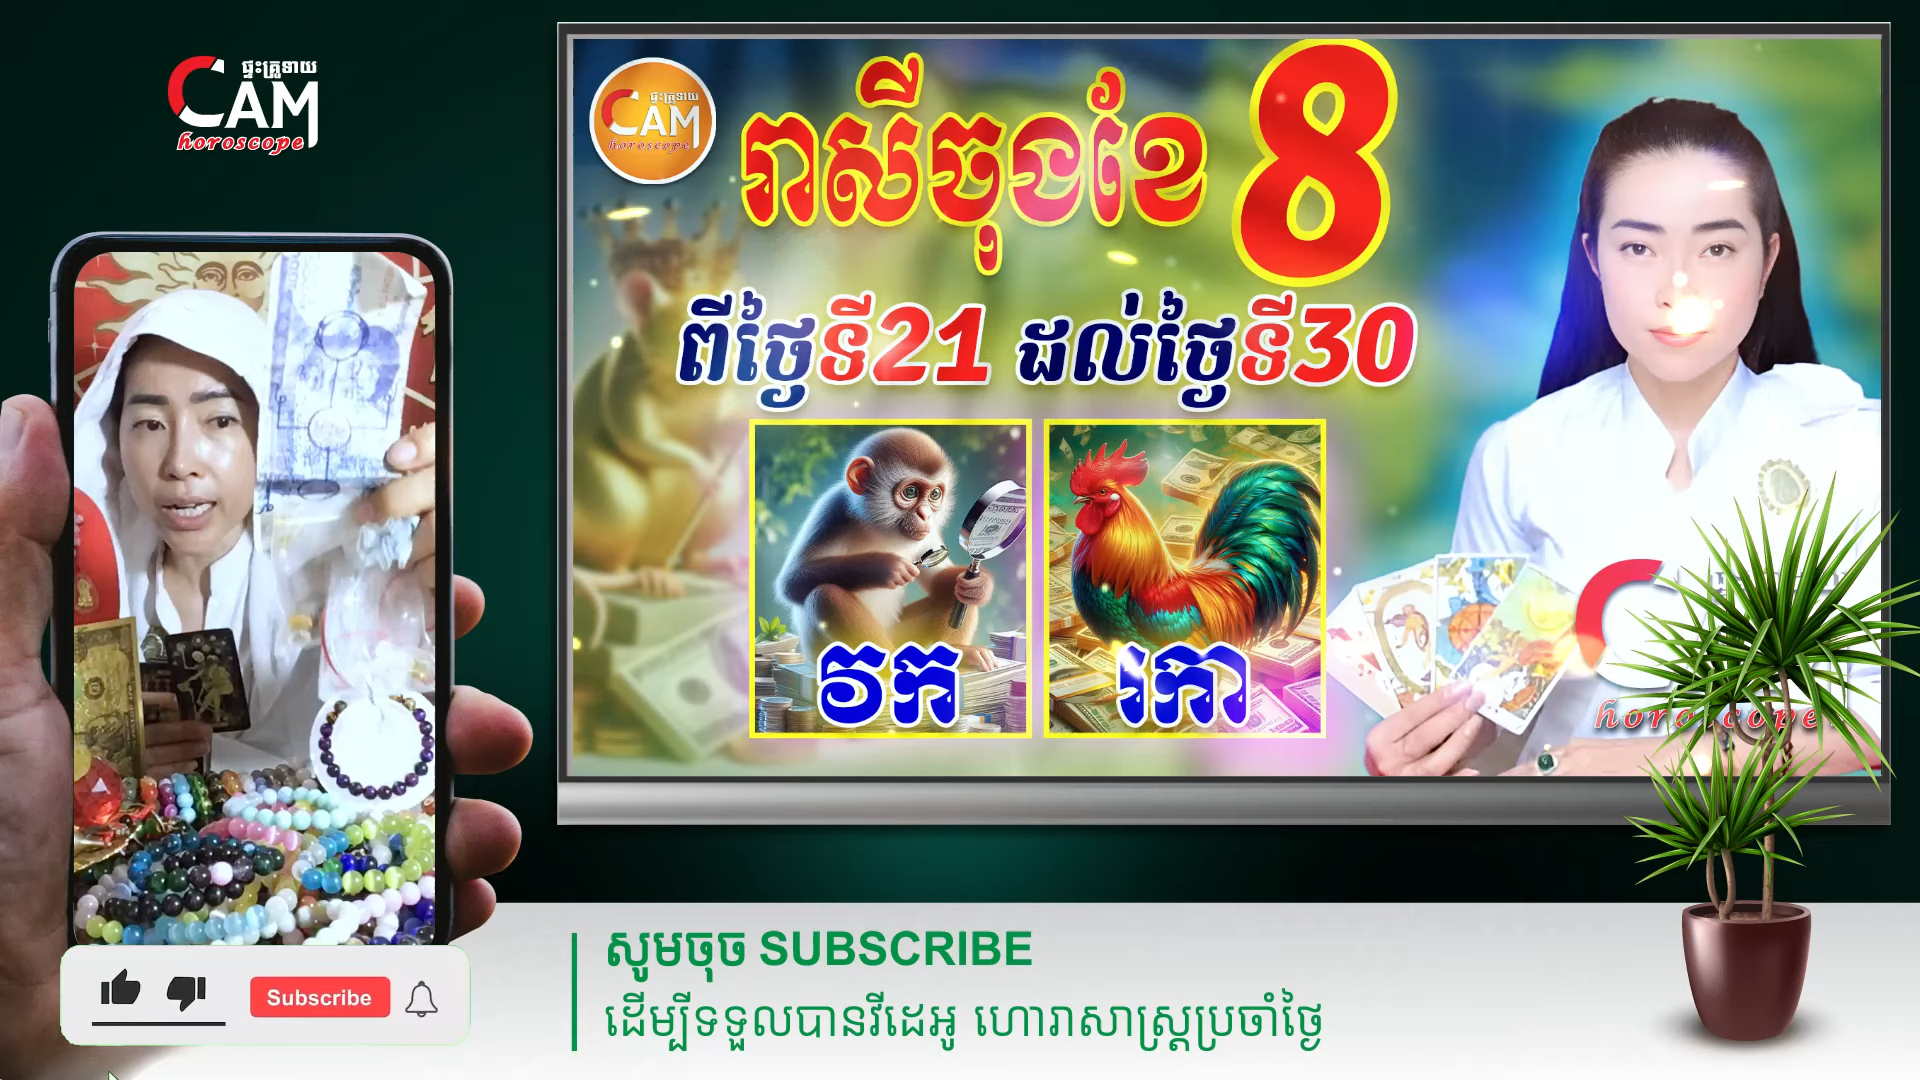 ផ្ទះគ្រូទាយ
CAM
horoscope
ផ្ទះគ្រូទាយ
CAM
horoscope
រាសីចុងខែ 8
ពីថ្ងៃទី21 ដល់ថ្ងៃទី30
វក
រកា
horoscope
Subscribe
សូមចុច SUBSCRIBE
ដើម្បីទទួលបានវីដេអូ ហោរាសាស្ត្រប្រចាំថ្ងៃ